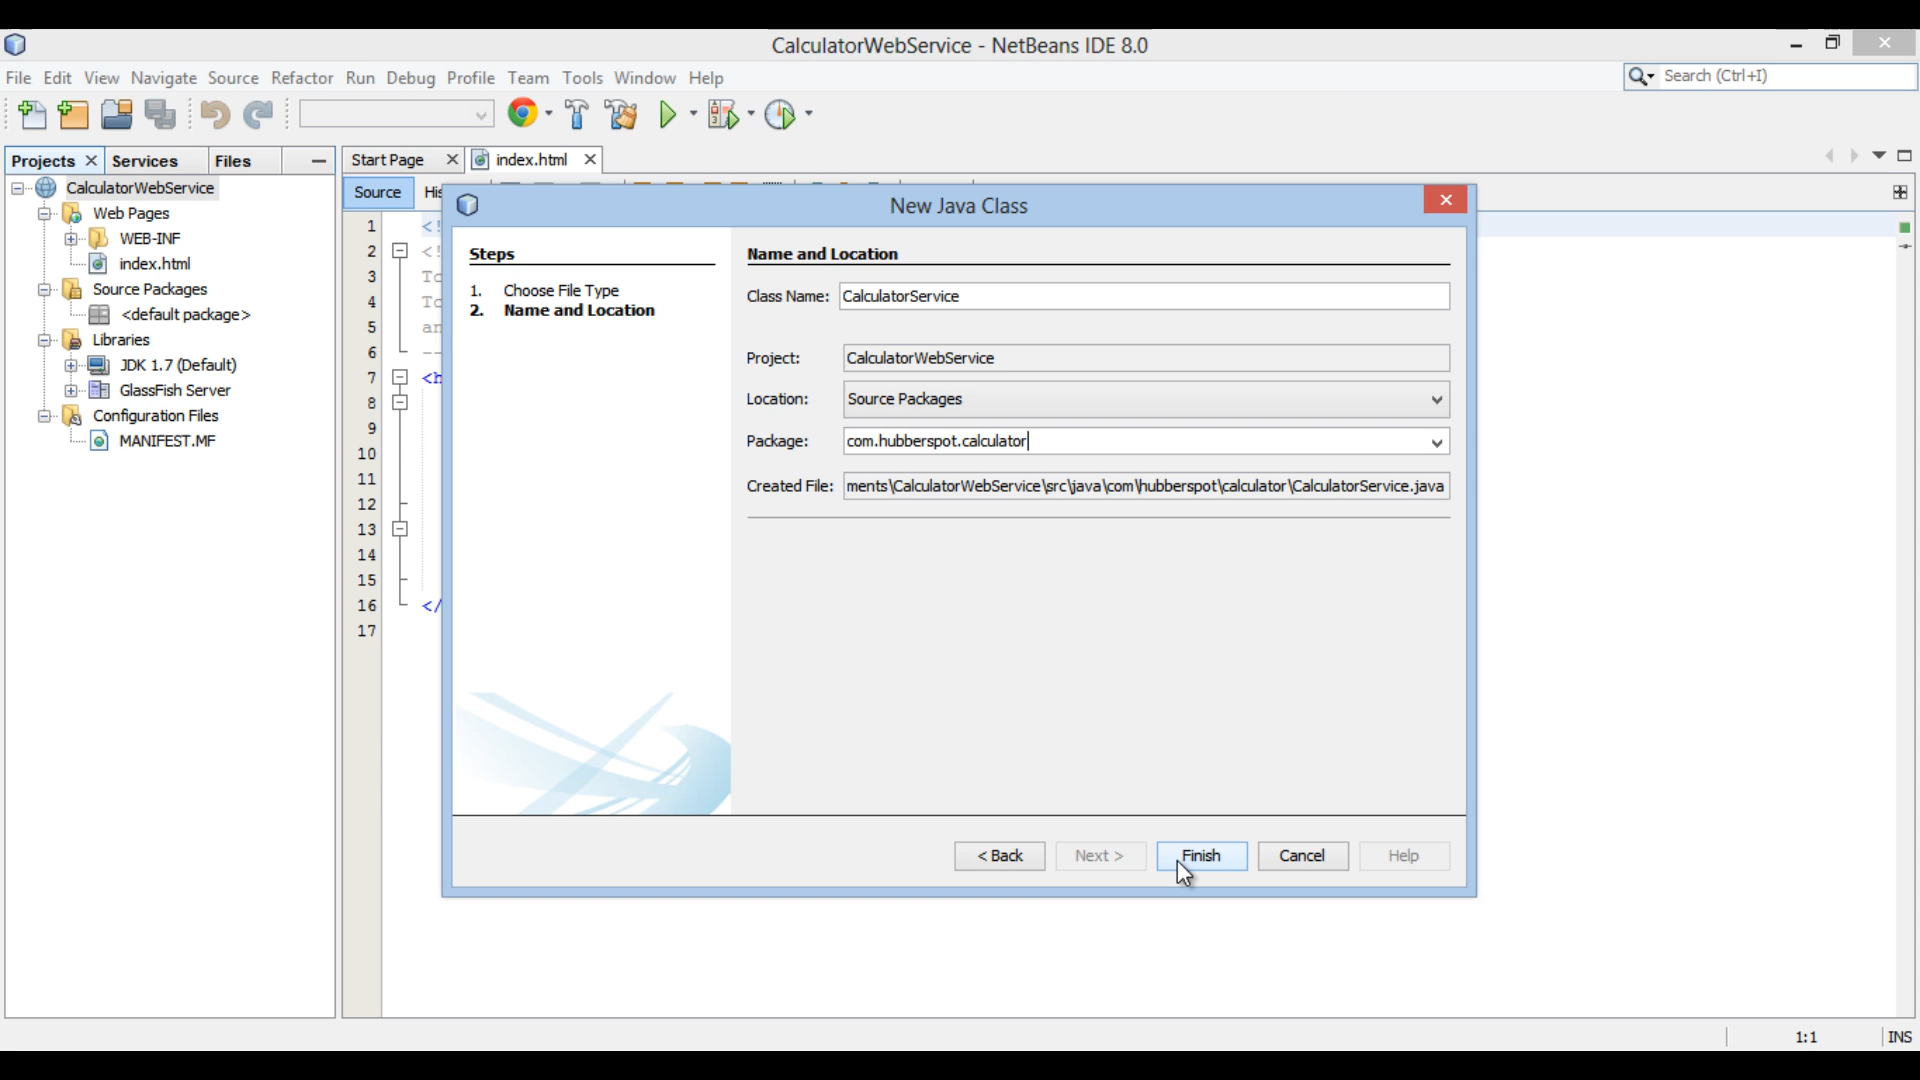 CalculatorWebService - NetBeans IDE 8.0
File Edit View Navigate Source Refactor Run Debug Profile Team Tools Window Help
Search (Ctrl+I)
Projects Services Files
Start Page index.html
CalculatorWebService
Web Pages
WEB-INF
index.html
Source Packages
<default package>
Libraries
JDK 1.7 (Default)
GlassFish Server
Configuration Files
MANIFEST.MF
Source His
1 <!
2 <!
3 To
4 To
5 an
6 --
7 <h
8
9
10
11
12
13
14
15
16 </
17
New Java Class
Steps
1. Choose File Type
2. Name and Location
Name and Location
Class Name: CalculatorService
Project: CalculatorWebService
Location: Source Packages
Package: com.hubberspot.calculator
Created File: ments\CalculatorWebService\src\java\com\hubberspot\calculator\CalculatorService.java
< Back Next > Finish Cancel Help
1:1 INS